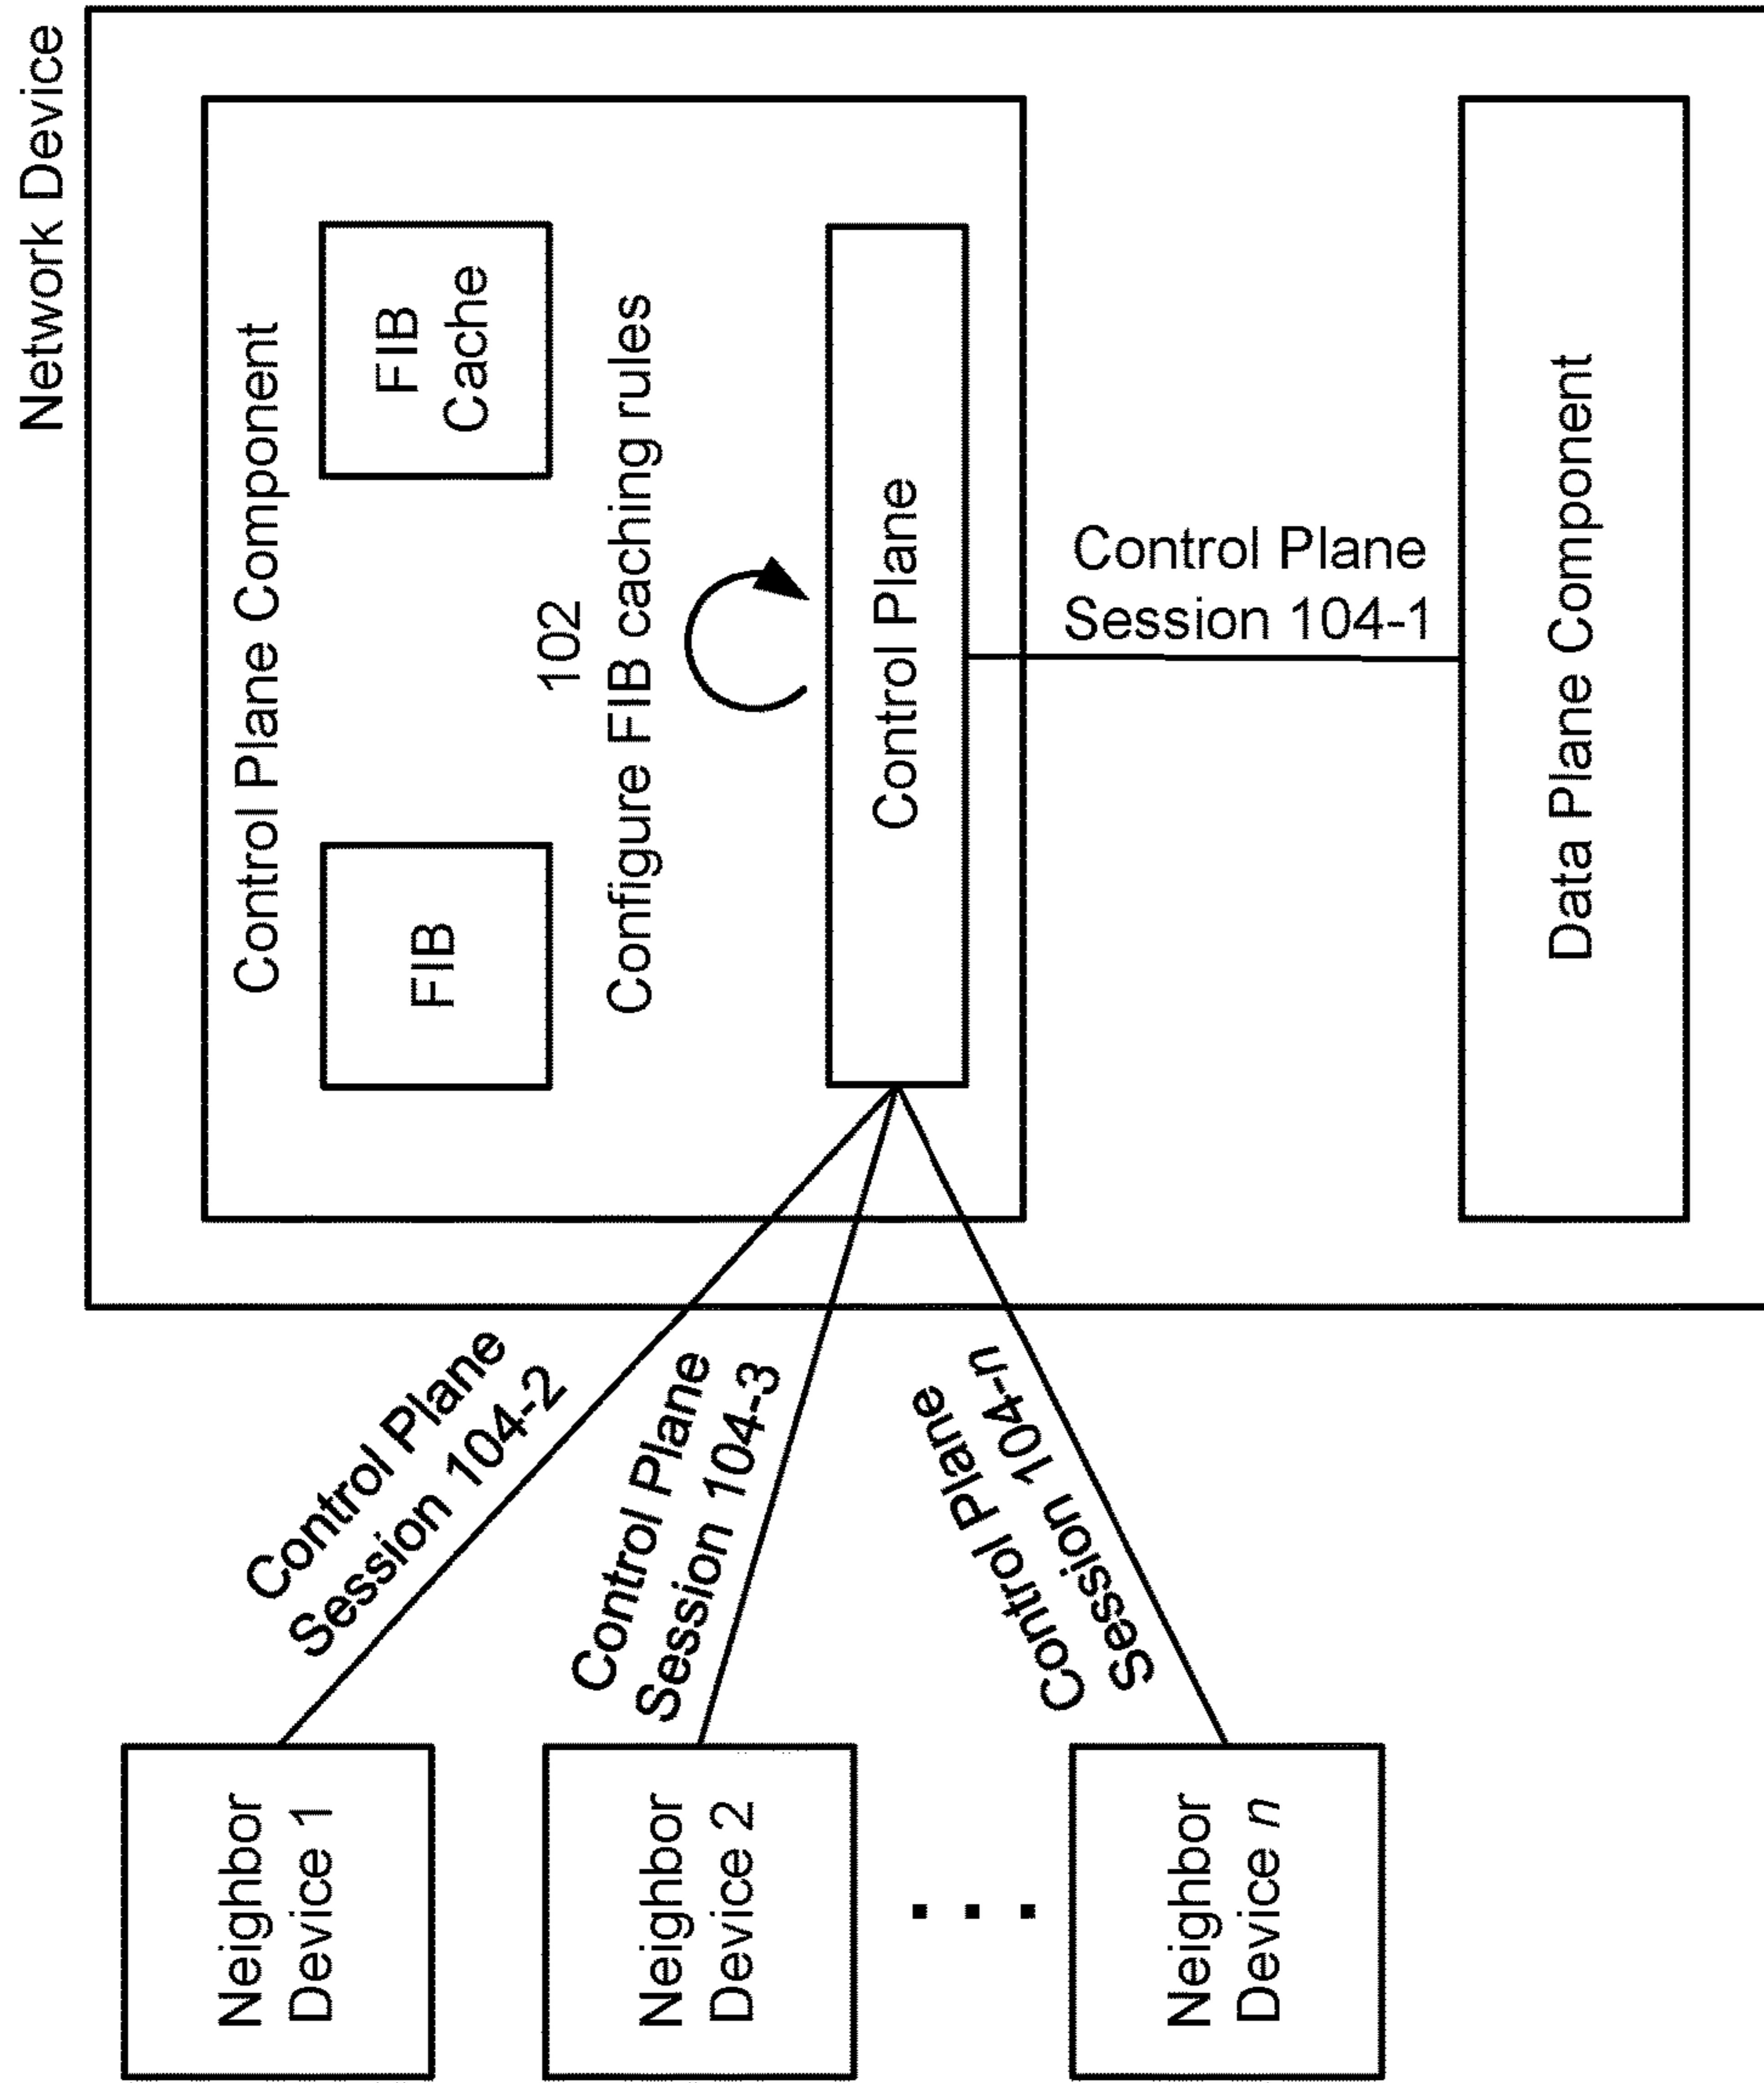 Network Device
Control Plane Component
FIB
FIB
Cache
102
Configure FIB caching rules
Control Plane
Control Plane
Session 104-1
Data Plane Component
Control Plane
Session 104-2
Control Plane
Session 104-3
Control Plane
Session 104-n
Neighbor
Device 1
Neighbor
Device 2
Neighbor
Device n